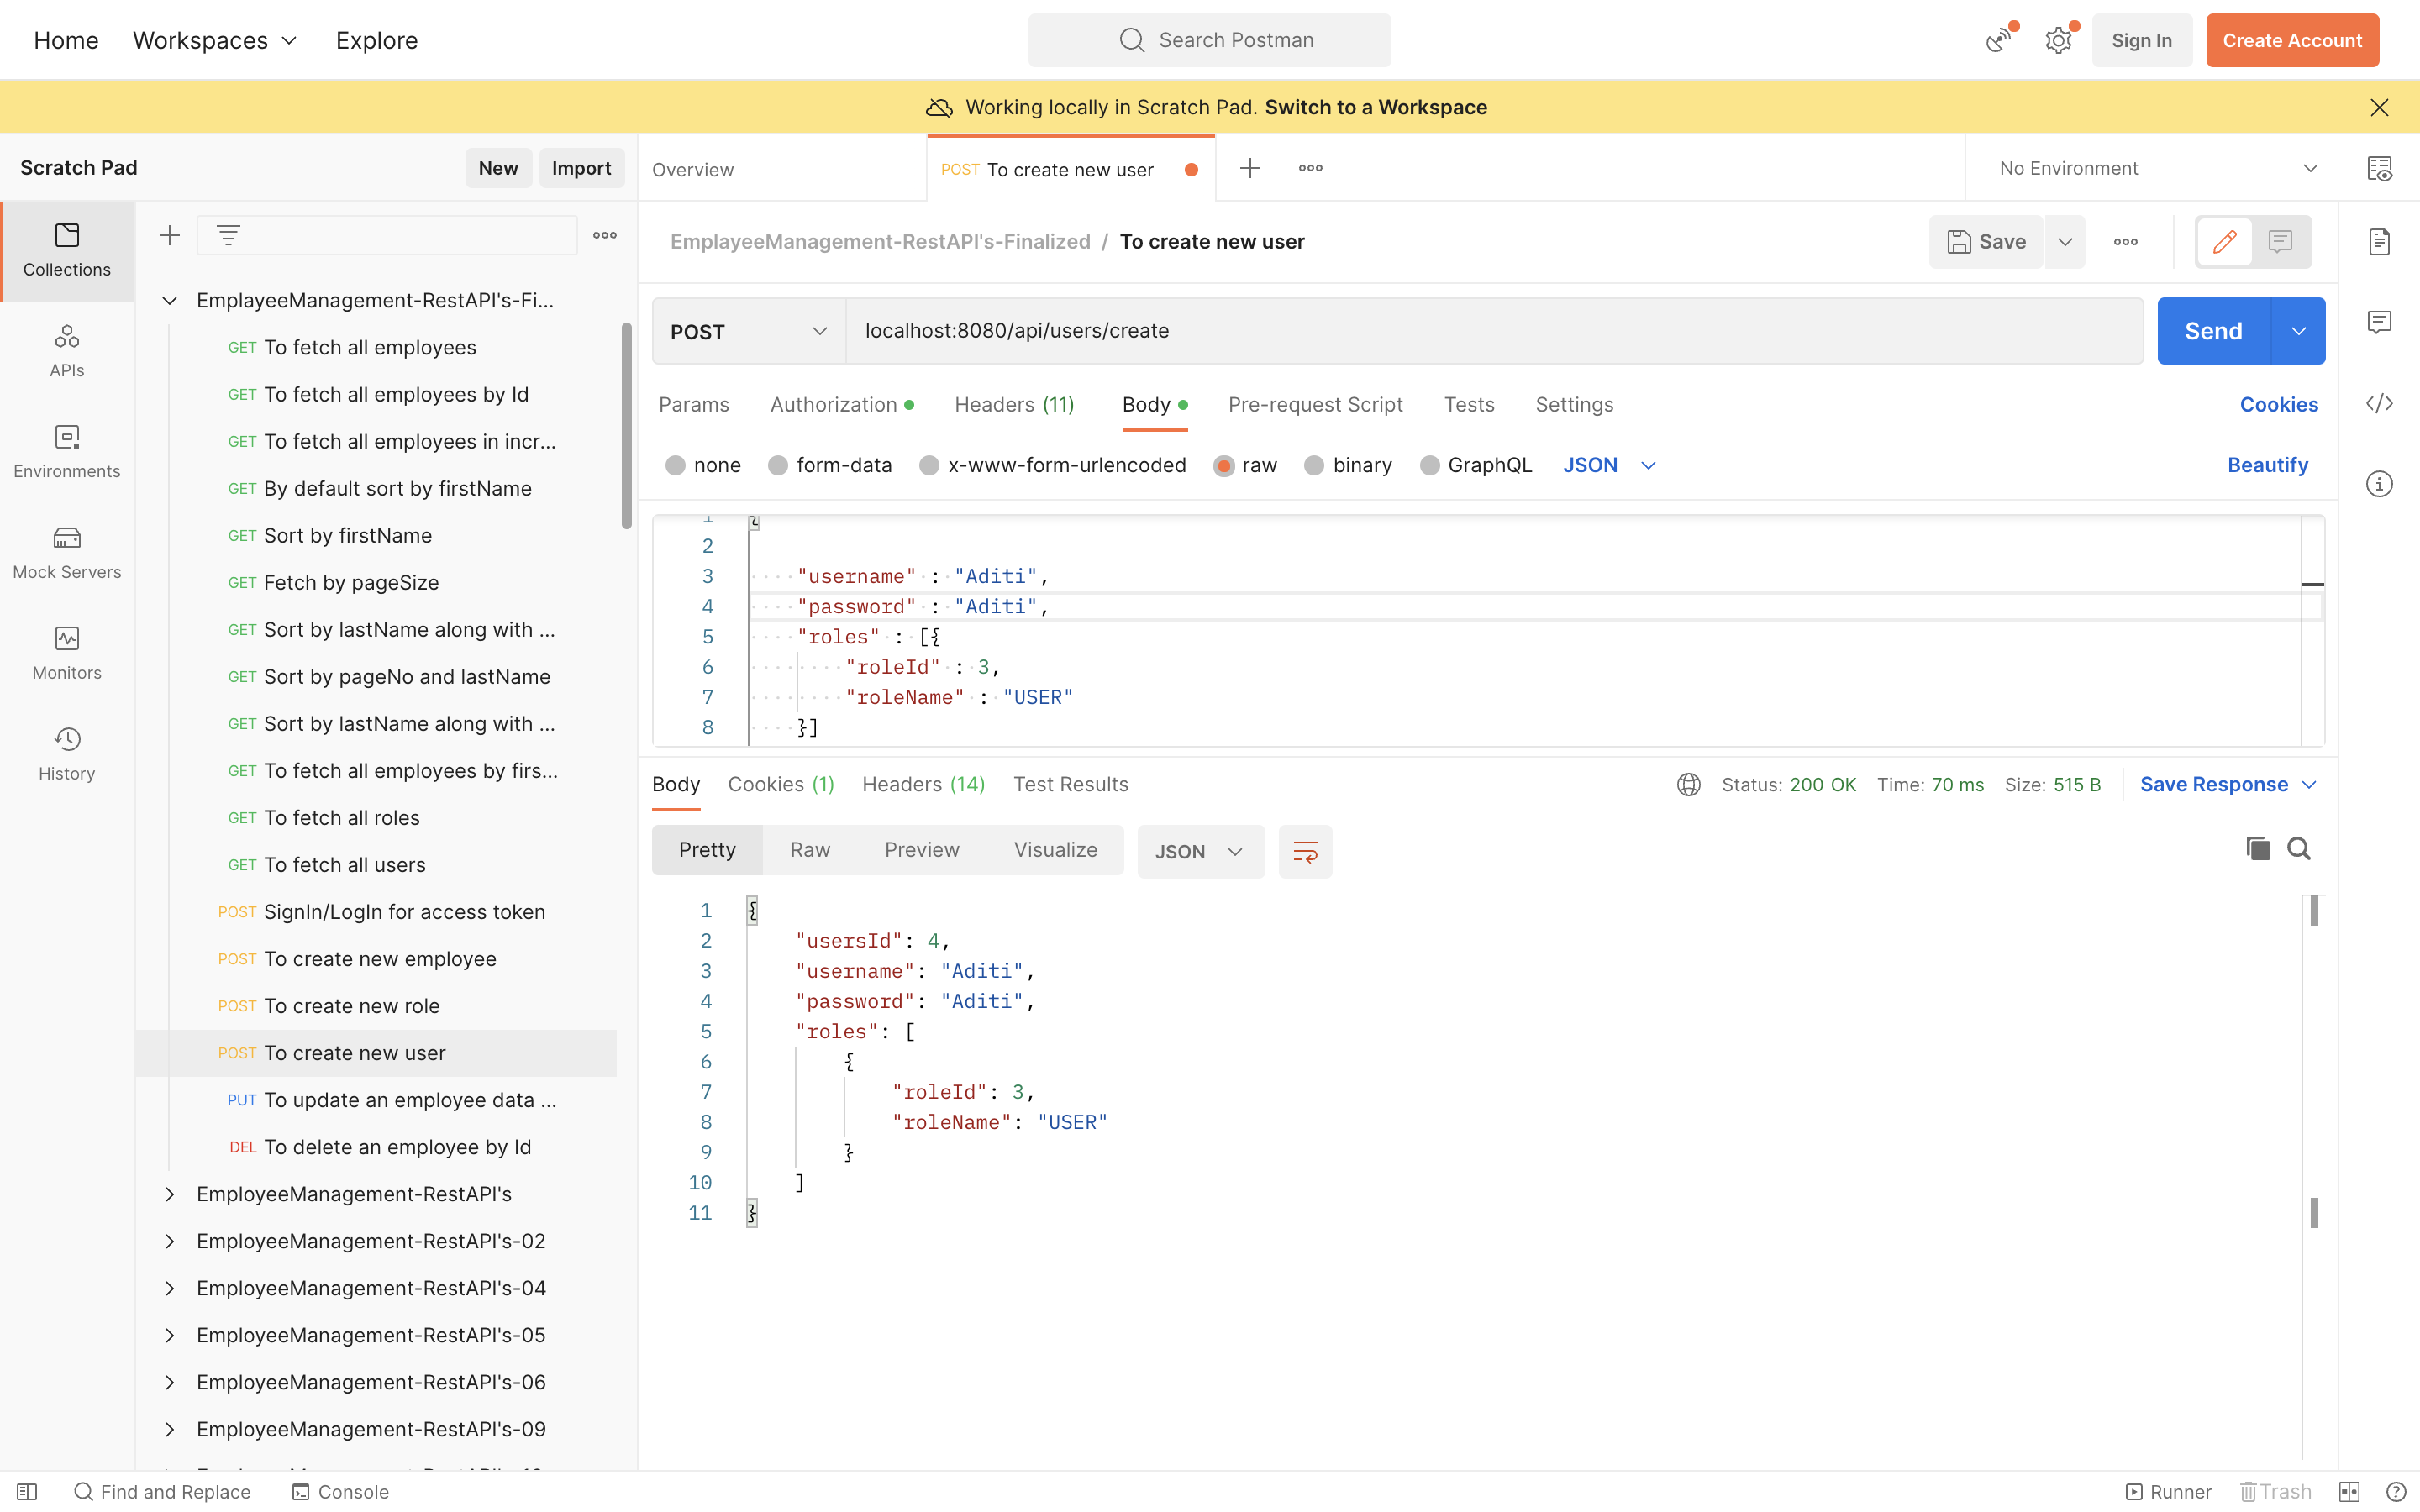 Home Workspaces Explore Search Postman Sign In Create Account
Working locally in Scratch Pad. Switch to a Workspace
Scratch Pad New Import
Overview POST To create new user No Environment
Collections
APIs
Environments
Mock Servers
Monitors
History
EmplayeeManagement-RestAPI's-Fi...
GET To fetch all employees
GET To fetch all employees by Id
GET To fetch all employees in incr...
GET By default sort by firstName
GET Sort by firstName
GET Fetch by pageSize
GET Sort by lastName along with ...
GET Sort by pageNo and lastName
GET Sort by lastName along with ...
GET To fetch all employees by firs...
GET To fetch all roles
GET To fetch all users
POST SignIn/LogIn for access token
POST To create new employee
POST To create new role
POST To create new user
PUT To update an employee data ...
DEL To delete an employee by Id
EmployeeManagement-RestAPI's
EmployeeManagement-RestAPI's-02
EmployeeManagement-RestAPI's-04
EmployeeManagement-RestAPI's-05
EmployeeManagement-RestAPI's-06
EmployeeManagement-RestAPI's-09
EmplayeeManagement-RestAPI's-Finalized / To create new user Save
POST localhost:8080/api/users/create Send
Params Authorization Headers (11) Body Pre-request Script Tests Settings Cookies
none form-data x-www-form-urlencoded raw binary GraphQL JSON Beautify
1 {
2
3 "username" : "Aditi",
4 "password" : "Aditi",
5 "roles" : [{
6 "roleId" : 3,
7 "roleName" : "USER"
8 }]
Body Cookies (1) Headers (14) Test Results Status: 200 OK Time: 70 ms Size: 515 B Save Response
Pretty Raw Preview Visualize JSON
1 {
2 "usersId": 4,
3 "username": "Aditi",
4 "password": "Aditi",
5 "roles": [
6 {
7 "roleId": 3,
8 "roleName": "USER"
9 }
10 ]
11 }
Find and Replace Console Runner Trash